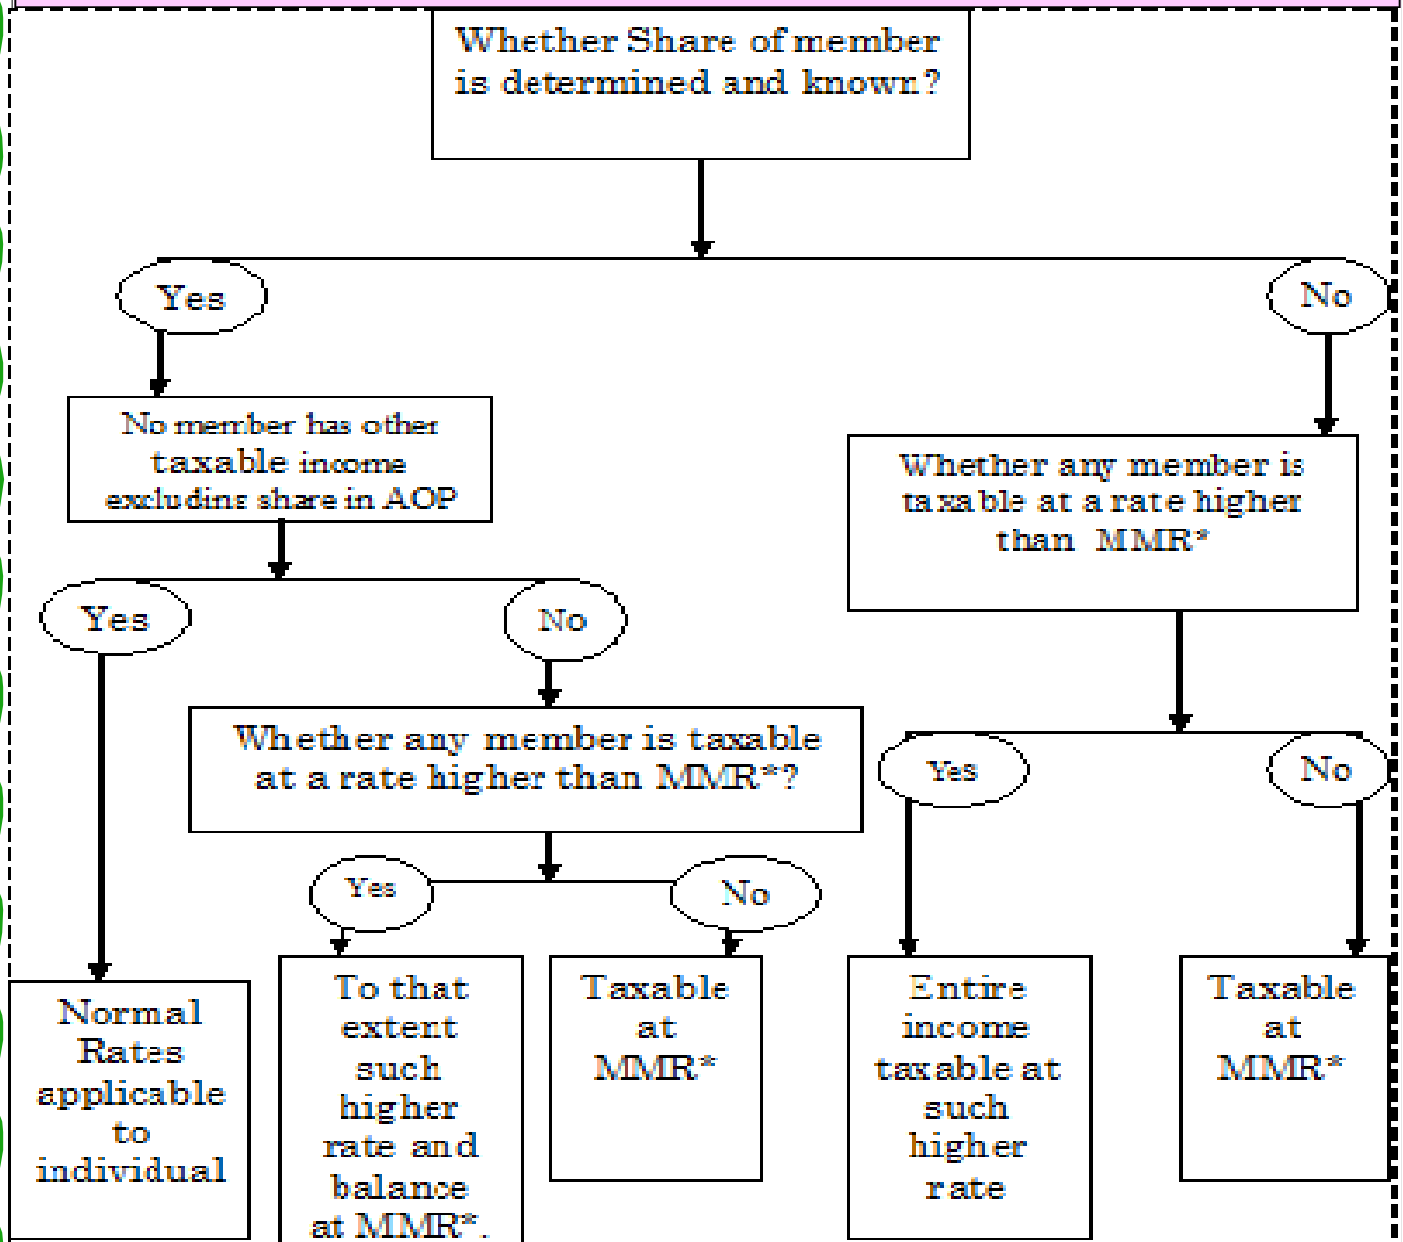 Whether Share of member
is determined and known?
Yes
No
No member has other
taxable income
excludins share in AOP
Whether any member is
taxable at a rate higher
than MMR*
Yes
No
Whether any member is taxable
at a rate higher than MMR*?
Yes
No
Yes
No
Normal
Rates
applicable
to
individual
To that
extent
such
higher
rate and
balance
at MMR*.
Taxable
at
MMR*
Entire
income
taxable at
such
higher
rate
Taxable
at
MMR*